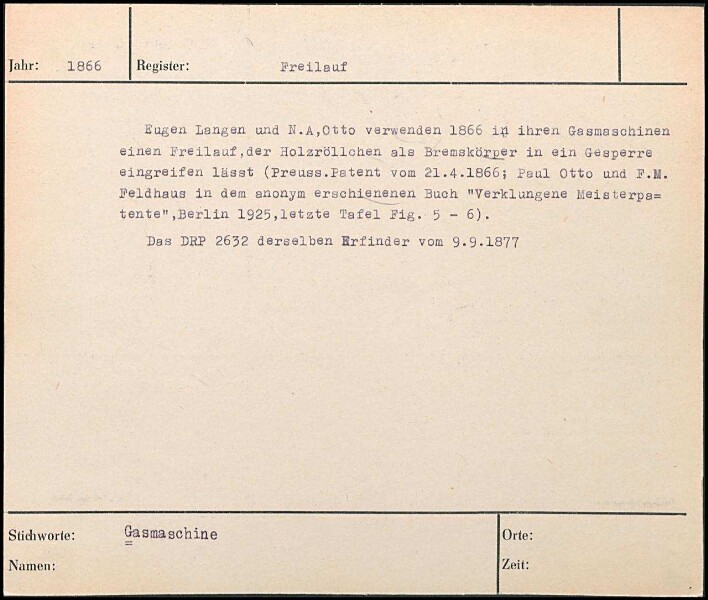 Jahr: 1866 Register: Freilauf
Eugen Langen und N.A,Otto verwenden 1866 in ihren Gasmaschinen
einen Freilauf,der Holzröllchen als Bremskörper in ein Gesperre
eingreifen lässt (Preuss.Patent vom 21.4.1866; Paul Otto und F.M.
Feldhaus in dem anonym erschienenen Buch "Verklungene Meisterpa=
tente",Berlin 1925,letzte Tafel Fig. 5 - 6).
Das DRP 2632 derselben Erfinder vom 9.9.1877
Stichworte: Gasmaschine
Orte:
Namen:
Zeit: